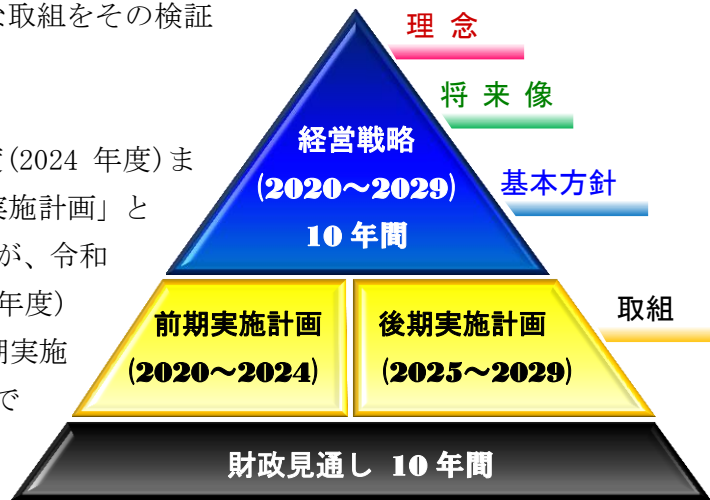 な取組をその検証
度(2024 年度)ま
実施計画」と
が、令和
年度)
期実施
で
理 念
将 来 像
基本方針
取組
経営戦略
(2020～2029)
10 年間
前期実施計画
(2020～2024)
後期実施計画
(2025～2029)
財政見通し 10 年間